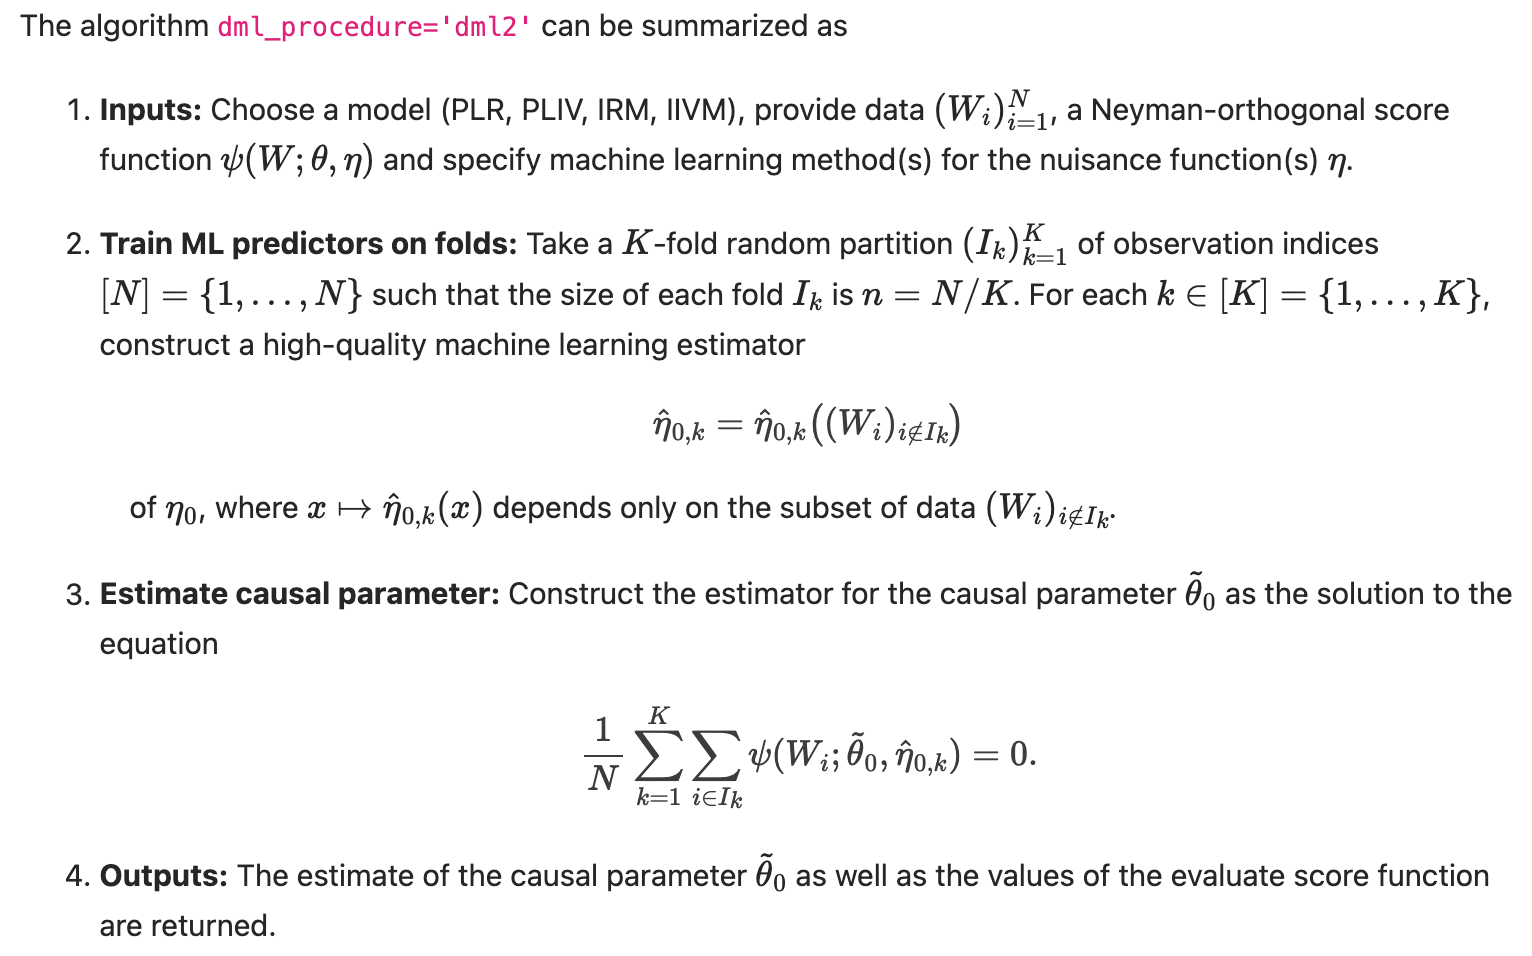 The algorithm dml_procedure='dml2' can be summarized as
1. Inputs: Choose a model (PLR, PLIV, IRM, IIVM), provide data $(W_i)_{i=1}^{N}$, a Neyman-orthogonal score
function $\psi(W; \theta, \eta)$ and specify machine learning method(s) for the nuisance function(s) $\eta$.
2. Train ML predictors on folds: Take a $K$-fold random partition $(I_k)_{k=1}^{K}$ of observation indices
$[N] = \{1, \ldots, N\}$ such that the size of each fold $I_k$ is $n = N/K$. For each $k \in [K] = \{1, \ldots, K\}$,
construct a high-quality machine learning estimator
$\hat{\eta}_{0,k} = \hat{\eta}_{0,k}\big((W_i)_{i \notin I_k}\big)$
of $\eta_0$, where $x \mapsto \hat{\eta}_{0,k}(x)$ depends only on the subset of data $(W_i)_{i \notin I_k}$.
3. Estimate causal parameter: Construct the estimator for the causal parameter $\tilde{\theta}_0$ as the solution to the
equation
$\frac{1}{N} \sum_{k=1}^{K} \sum_{i \in I_k} \psi(W_i; \tilde{\theta}_0, \hat{\eta}_{0,k}) = 0.$
4. Outputs: The estimate of the causal parameter $\tilde{\theta}_0$ as well as the values of the evaluate score function
are returned.